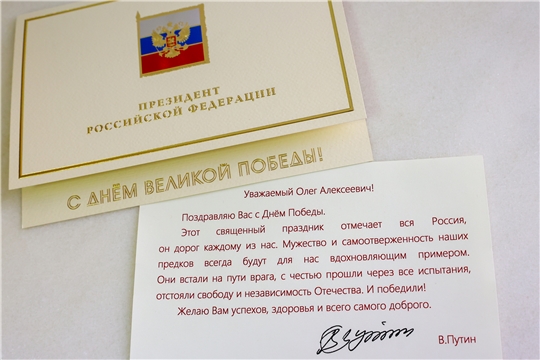 ПРЕЗИДЕНТ
РОССИЙСКОЙ ФЕДЕРАЦИИ
С ДНЁМ ВЕЛИКОЙ ПОБЕДЫ!
Уважаемый Олег Алексеевич!
Поздравляю Вас с Днём Победы.
Этот священный праздник отмечает вся Россия,
он дорог каждому из нас. Мужество и самоотверженность наших
предков всегда будут для нас вдохновляющим примером.
Они встали на пути врага, с честью прошли через все испытания,
отстояли свободу и независимость Отечества. И победили!
Желаю Вам успехов, здоровья и всего самого доброго.
В.Путин